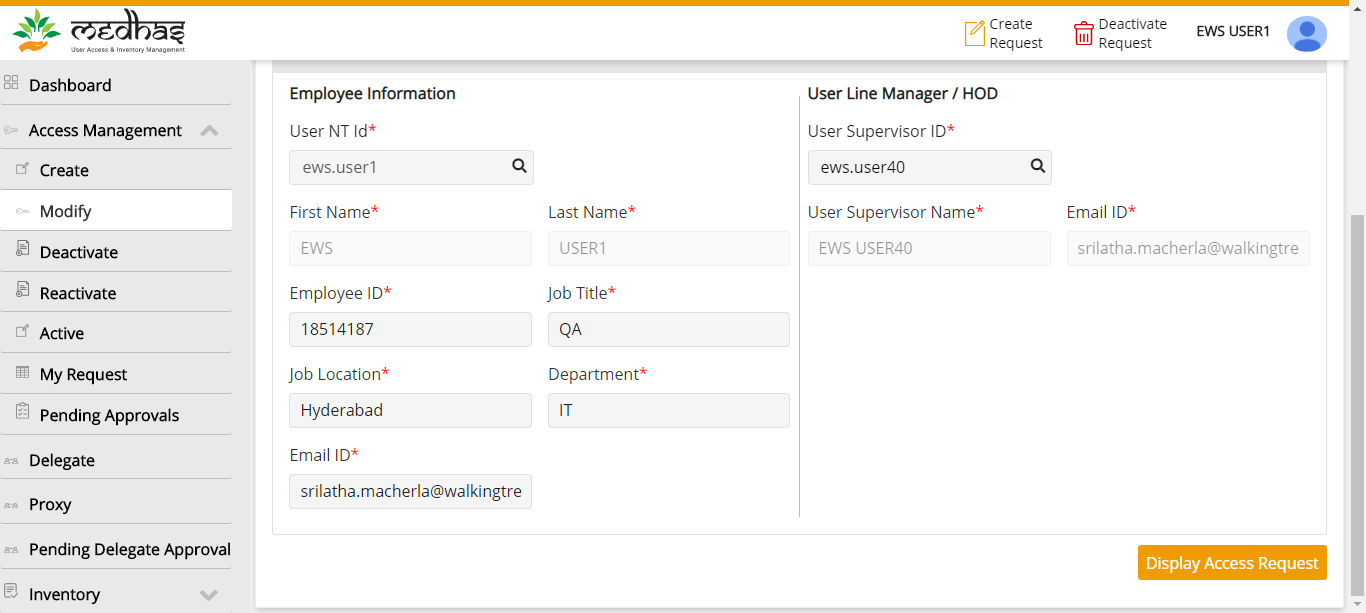 medhas
User Access & Inventory Management
Create
Request
Deactivate
Request
EWS USER1
Dashboard
Access Management
Create
Modify
Deactivate
Reactivate
Active
My Request
Pending Approvals
Delegate
Proxy
Pending Delegate Approval
Inventory
Employee Information
User NT Id*
ews.user1
First Name*
Last Name*
EWS
USER1
Employee ID*
Job Title*
18514187
QA
Job Location*
Department*
Hyderabad
IT
Email ID*
srilatha.macherla@walkingtre
User Line Manager / HOD
User Supervisor ID*
ews.user40
User Supervisor Name*
Email ID*
EWS USER40
srilatha.macherla@walkingtre
Display Access Request